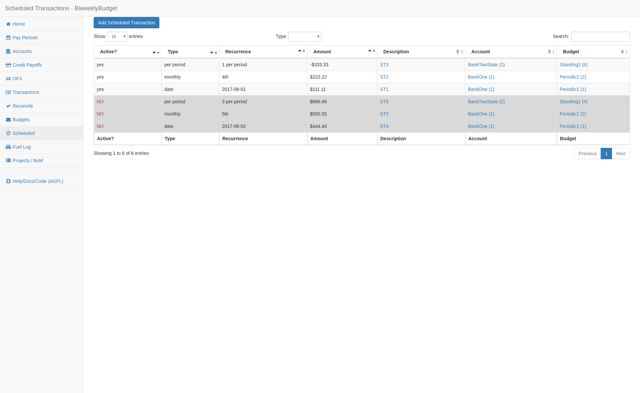 Scheduled Transactions - BiweeklyBudget
Home
Pay Periods
Accounts
Credit Payoffs
OFX
Transactions
Reconcile
Budgets
Scheduled
Fuel Log
Projects / BoM
Help/Docs/Code (AGPL)
Add Scheduled Transaction
Show 10 entries Type: Search:
Active? Type Recurrence Amount Description Account Budget
yes per period 1 per period -$333.33 ST3 BankTwoStale (2) Standing1 (4)
yes monthly 4th $222.22 ST2 BankOne (1) Periodic2 (2)
yes date 2017-08-01 $111.11 ST1 BankOne (1) Periodic1 (1)
NO per period 3 per period $666.66 ST6 BankTwoStale (2) Standing1 (4)
NO monthly 5th $555.55 ST5 BankOne (1) Periodic2 (2)
NO date 2017-08-02 $444.44 ST4 BankOne (1) Periodic1 (1)
Active? Type Recurrence Amount Description Account Budget
Showing 1 to 6 of 6 entries
Previous 1 Next